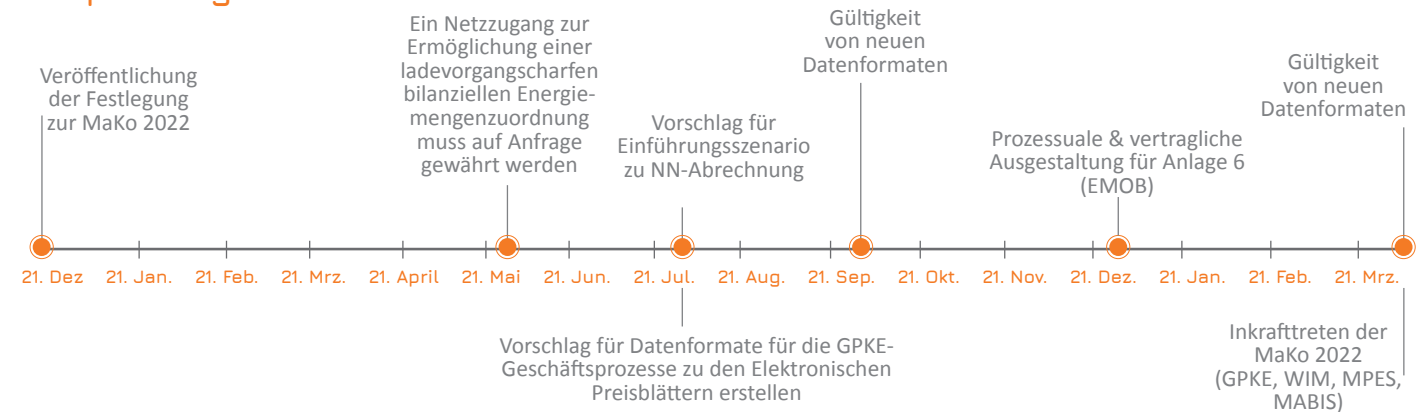 Veröffentlichung
der Festlegung
zur MaKo 2022
Ein Netzzugang zur
Ermöglichung einer
ladevorgangscharfen
bilanziellen Energie-
mengenzuordnung
muss auf Anfrage
gewährt werden
Vorschlag für
Einführungsszenario
zu NN-Abrechnung
Gültigkeit
von neuen
Datenformaten
Prozessuale & vertragliche
Ausgestaltung für Anlage 6
(EMOB)
Gültigkeit
von neuen
Datenformaten
21. Dez 21. Jan. 21. Feb. 21. Mrz. 21. April 21. Mai 21. Jun. 21. Jul. 21. Aug. 21. Sep. 21. Okt. 21. Nov. 21. Dez. 21. Jan. 21. Feb. 21. Mrz.
Vorschlag für Datenformate für die GPKE-
Geschäftsprozesse zu den Elektronischen
Preisblättern erstellen
Inkrafttreten der
MaKo 2022
(GPKE, WIM, MPES,
MABIS)